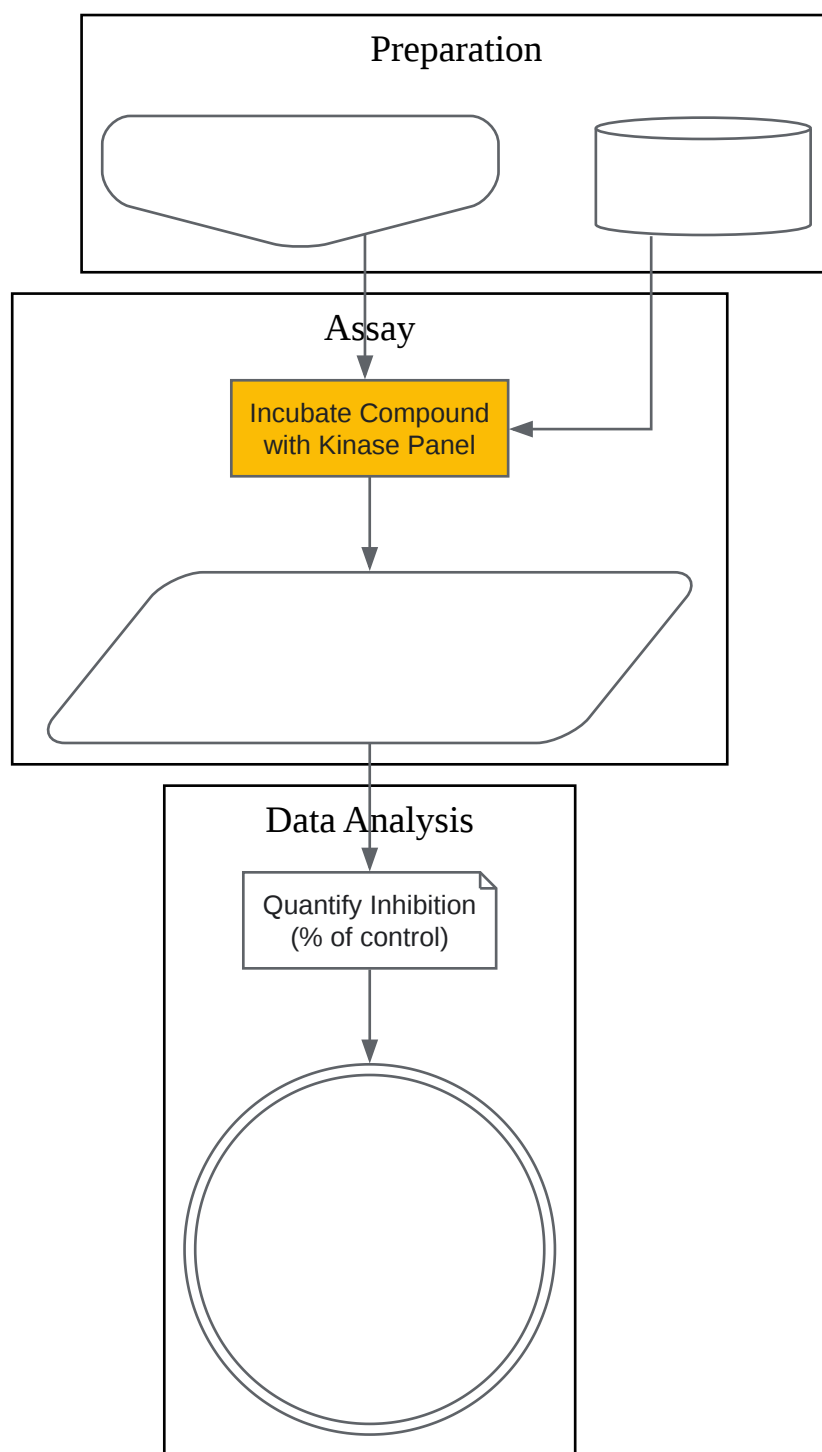 Preparation
Assay
Incubate Compound
with Kinase Panel
Data Analysis
Quantify Inhibition
(% of control)